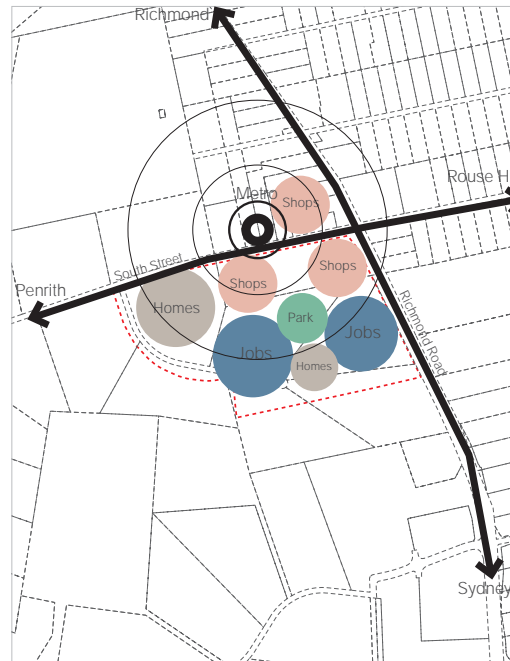 Richmond
Rouse H
Metro
Shops
South Street
Shops
Shops
Penrith
Homes
Park
Jobs
Jobs
Homes
Richmond Road
Sydney